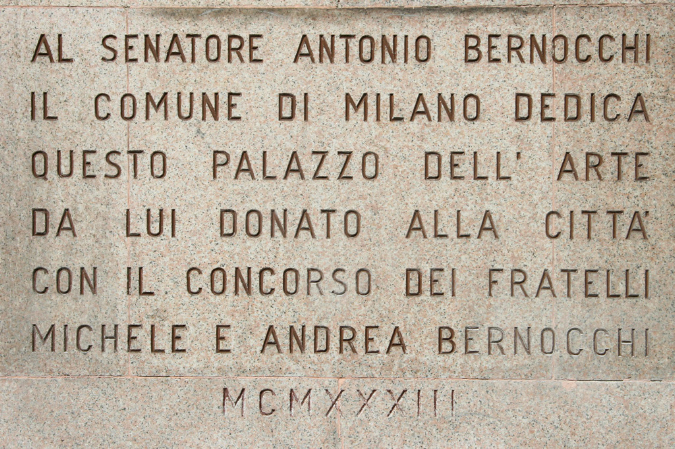 AL SENATORE ANTONIO BERNOCCHI
IL COMUNE DI MILANO DEDICA
QUESTO PALAZZO DELL' ARTE
DA LUI DONATO ALLA CITTA'
CON IL CONCORSO DEI FRATELLI
MICHELE E ANDREA BERNOCCHI
MCMXXXIII